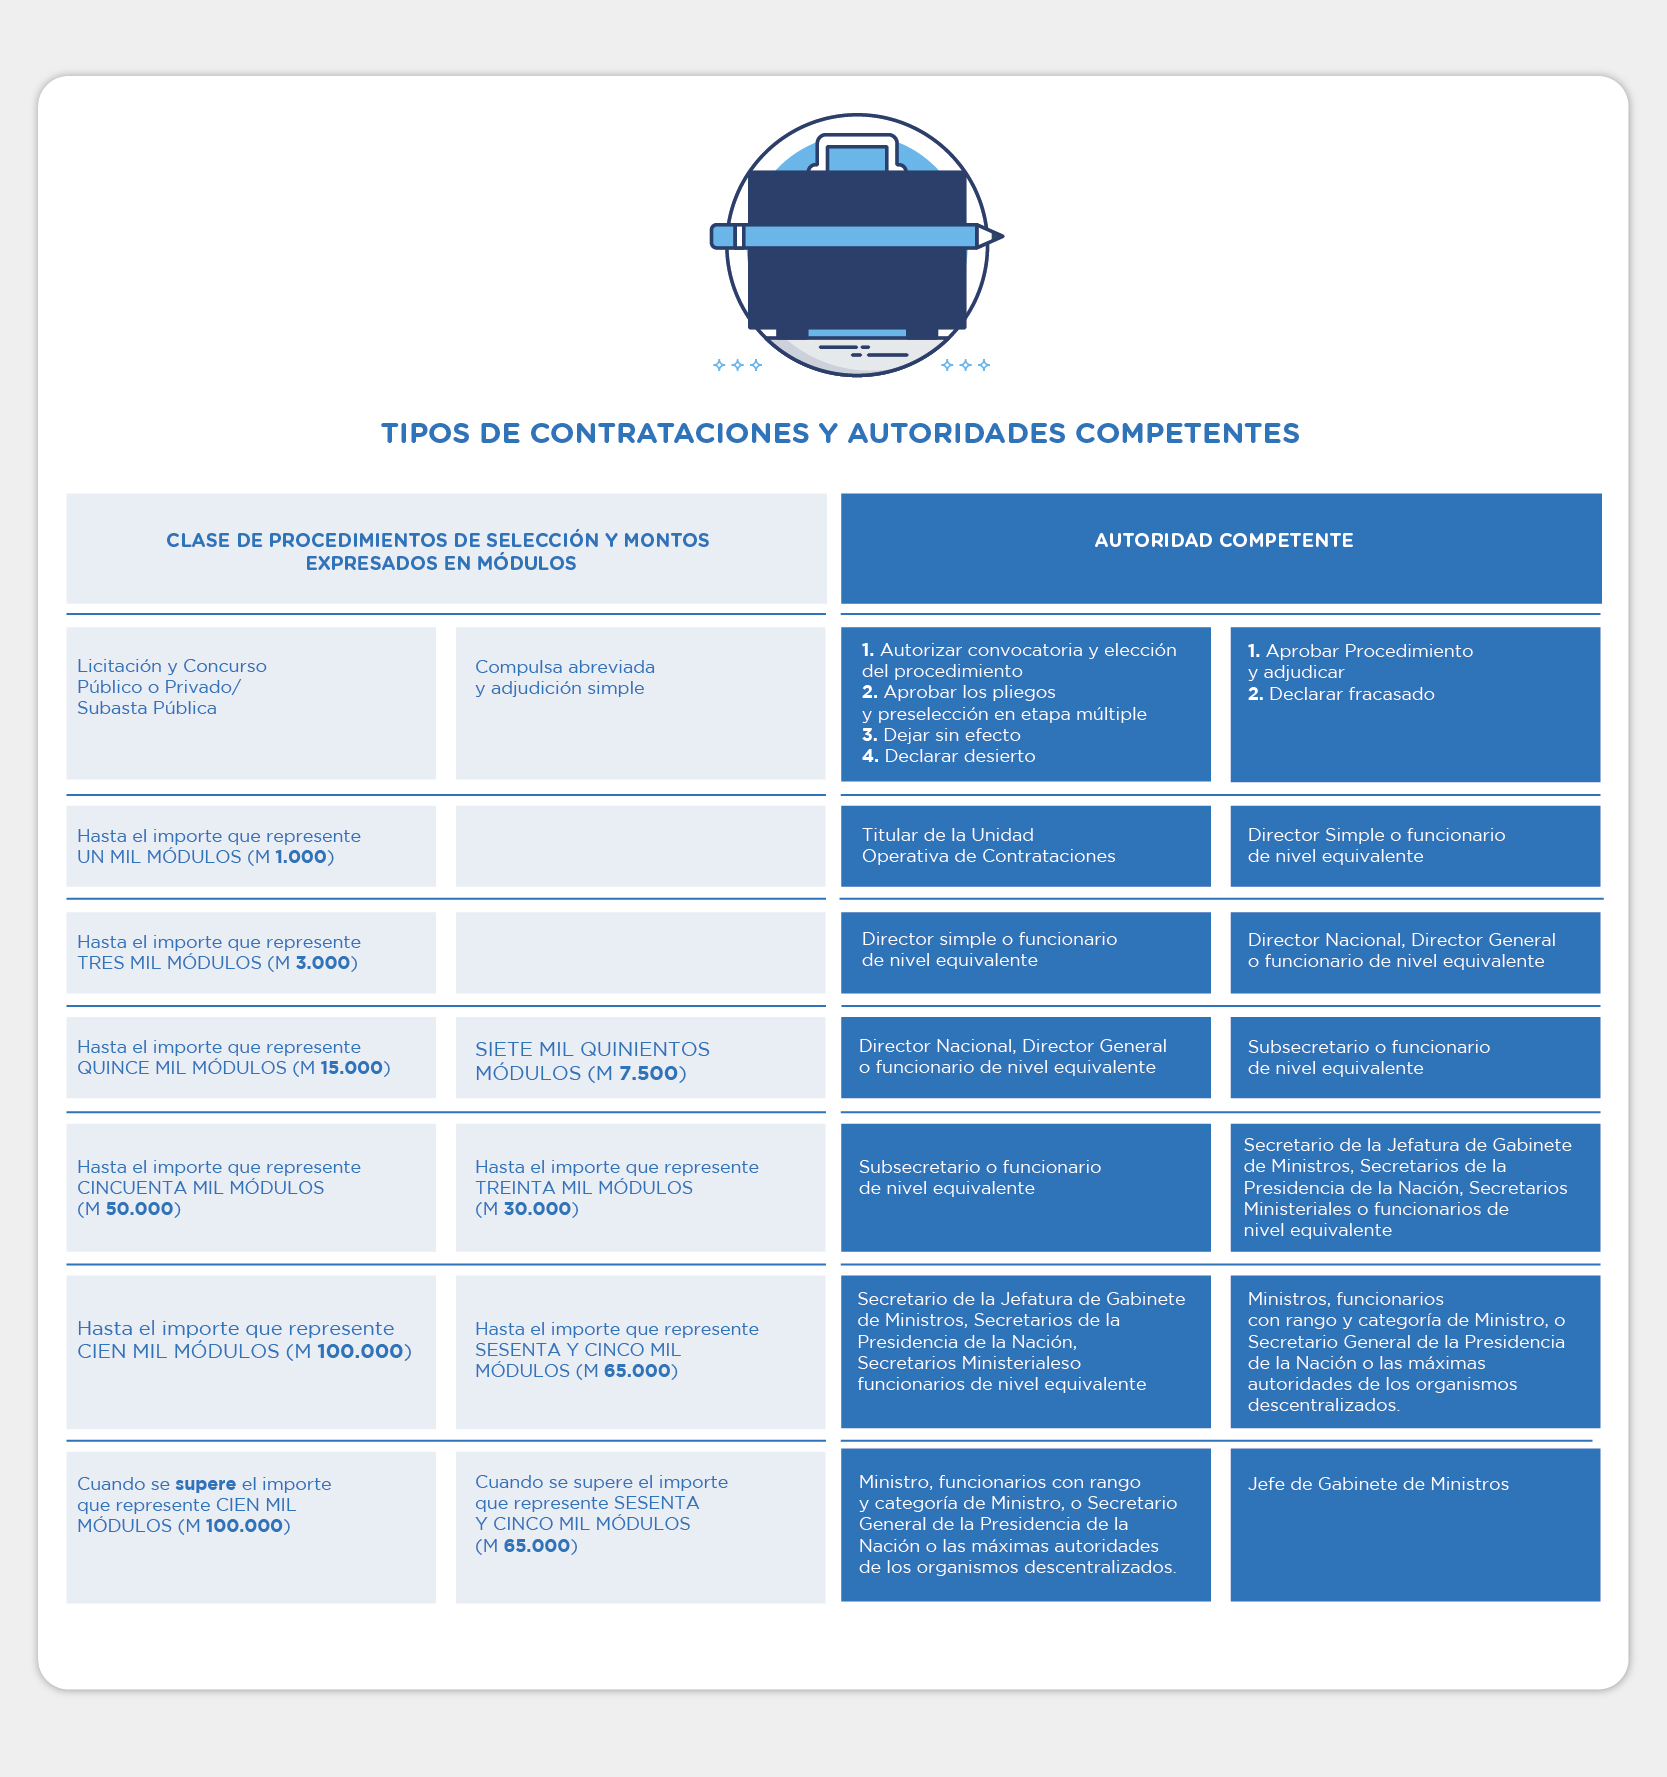 TIPOS DE CONTRATACIONES Y AUTORIDADES COMPETENTES
CLASE DE PROCEDIMIENTOS DE SELECCIÓN Y MONTOS
EXPRESADOS EN MÓDULOS
AUTORIDAD COMPETENTE
Licitación y Concurso
Público o Privado/
Subasta Pública
Compulsa abreviada
y adjudición simple
1. Autorizar convocatoria y elección
del procedimiento
2. Aprobar los pliegos
y preselección en etapa múltiple
3. Dejar sin efecto
4. Declarar desierto
1. Aprobar Procedimiento
y adjudicar
2. Declarar fracasado
Hasta el importe que represente
UN MIL MÓDULOS (M 1.000)
Titular de la Unidad
Operativa de Contrataciones
Director Simple o funcionario
de nivel equivalente
Hasta el importe que represente
TRES MIL MÓDULOS (M 3.000)
Director simple o funcionario
de nivel equivalente
Director Nacional, Director General
o funcionario de nivel equivalente
Hasta el importe que represente
QUINCE MIL MÓDULOS (M 15.000)
SIETE MIL QUINIENTOS
MÓDULOS (M 7.500)
Director Nacional, Director General
o funcionario de nivel equivalente
Subsecretario o funcionario
de nivel equivalente
Hasta el importe que represente
CINCUENTA MIL MÓDULOS
(M 50.000)
Hasta el importe que represente
TREINTA MIL MÓDULOS
(M 30.000)
Subsecretario o funcionario
de nivel equivalente
Secretario de la Jefatura de Gabinete
de Ministros, Secretarios de la
Presidencia de la Nación, Secretarios
Ministeriales o funcionarios de
nivel equivalente
Hasta el importe que represente
CIEN MIL MÓDULOS (M 100.000)
Hasta el importe que represente
SESENTA Y CINCO MIL
MÓDULOS (M 65.000)
Secretario de la Jefatura de Gabinete
de Ministros, Secretarios de la
Presidencia de la Nación,
Secretarios Ministerialeso
funcionarios de nivel equivalente
Ministros, funcionarios
con rango y categoría de Ministro, o
Secretario General de la Presidencia
de la Nación o las máximas
autoridades de los organismos
descentralizados.
Cuando se supere el importe
que represente CIEN MIL
MÓDULOS (M 100.000)
Cuando se supere el importe
que represente SESENTA
Y CINCO MIL MÓDULOS
(M 65.000)
Ministro, funcionarios con rango
y categoría de Ministro, o Secretario
General de la Presidencia de la
Nación o las máximas autoridades
de los organismos descentralizados.
Jefe de Gabinete de Ministros